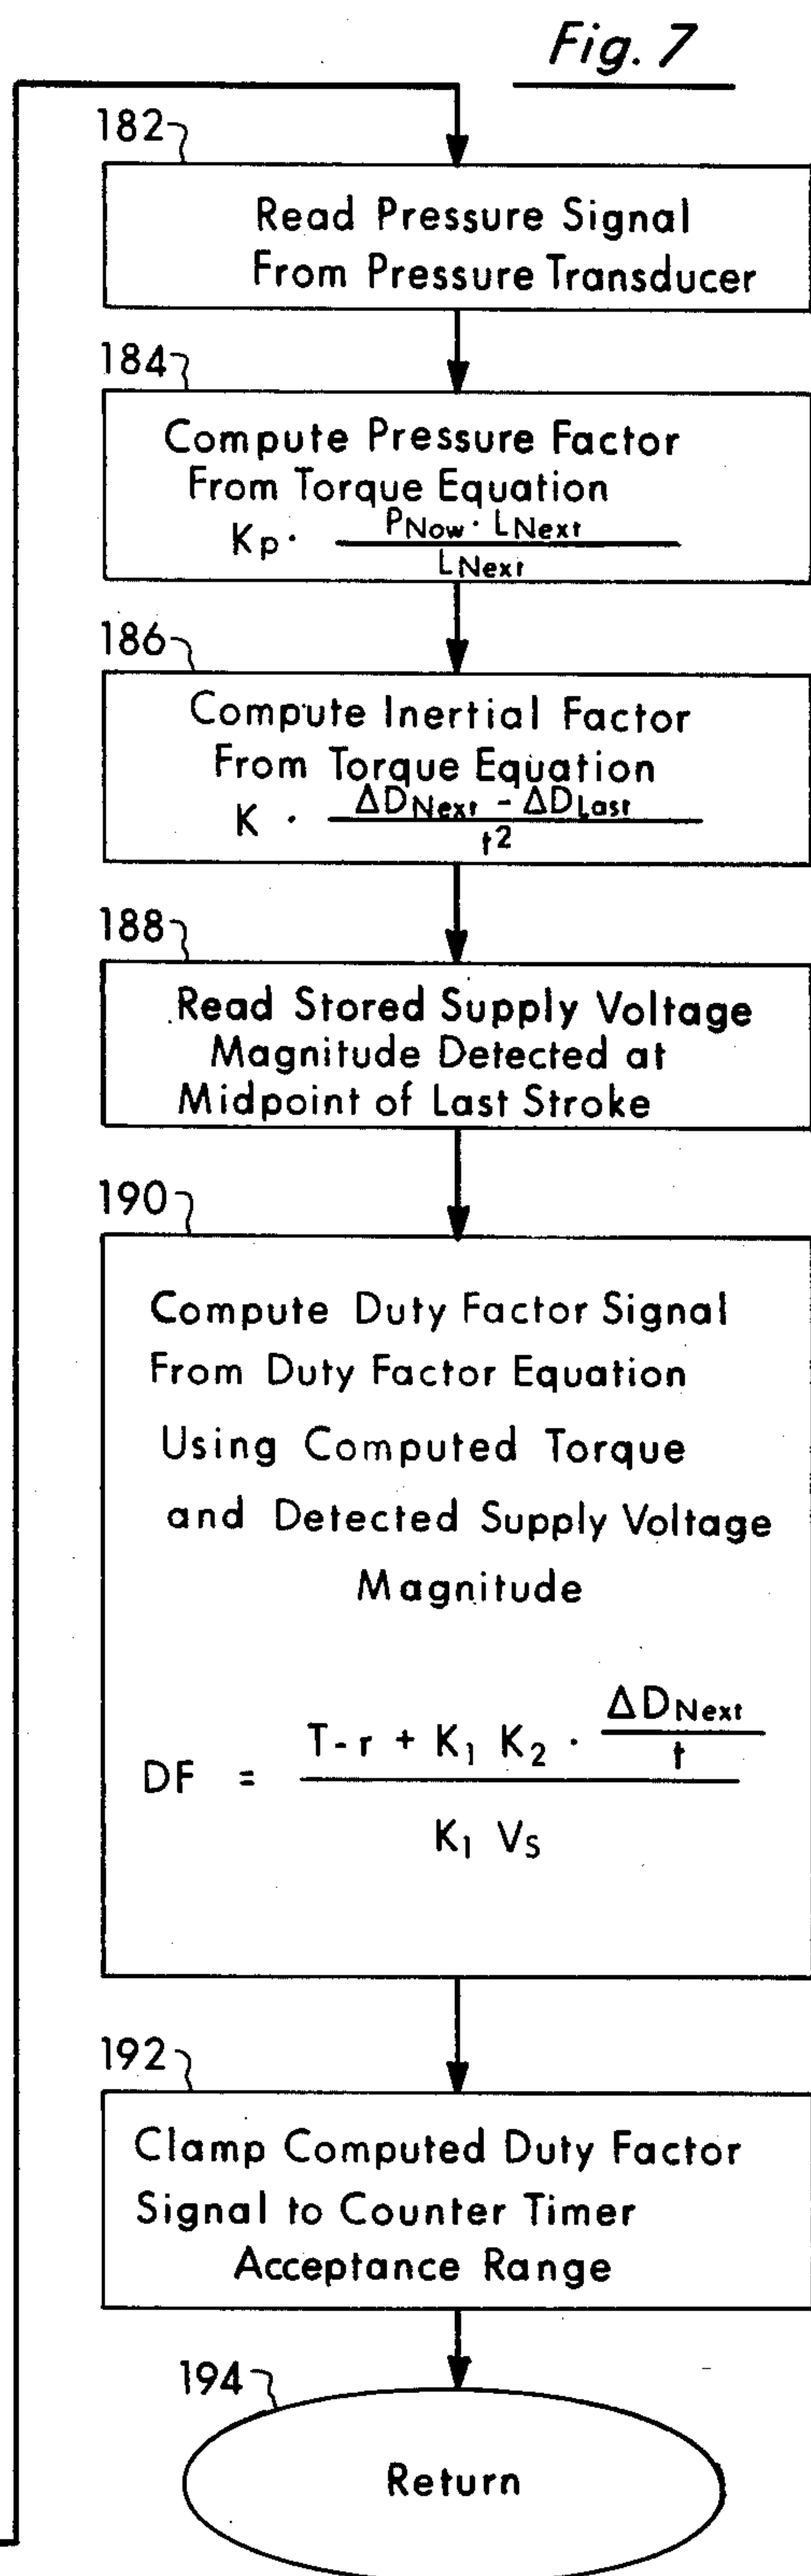 Fig. 7
182
Read Pressure Signal
From Pressure Transducer
184
Compute Pressure Factor
From Torque Equation
Kp · PNow · LNext
LNext
186
Compute Inertial Factor
From Torque Equation
K · ΔDNext - ΔDLast
t²
188
Read Stored Supply Voltage
Magnitude Detected at
Midpoint of Last Stroke
190
Compute Duty Factor Signal
From Duty Factor Equation
Using Computed Torque
and Detected Supply Voltage
Magnitude
DF = T-r + K₁ K₂ · ΔDNext
t
K₁ VS
192
Clamp Computed Duty Factor
Signal to Counter Timer
Acceptance Range
194
Return